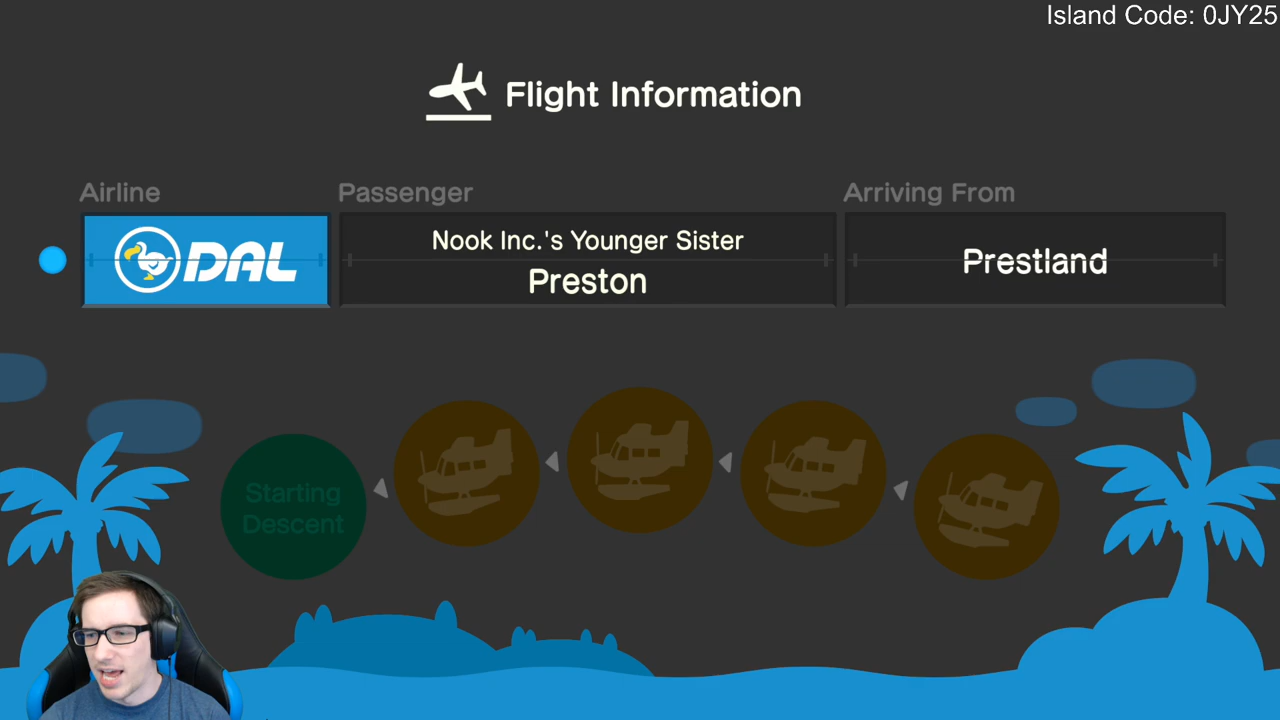 Island Code: 0JY25
Flight Information
Airline
Passenger
Arriving From
DAL
Nook Inc.'s Younger Sister
Preston
Prestland
Starting
Descent